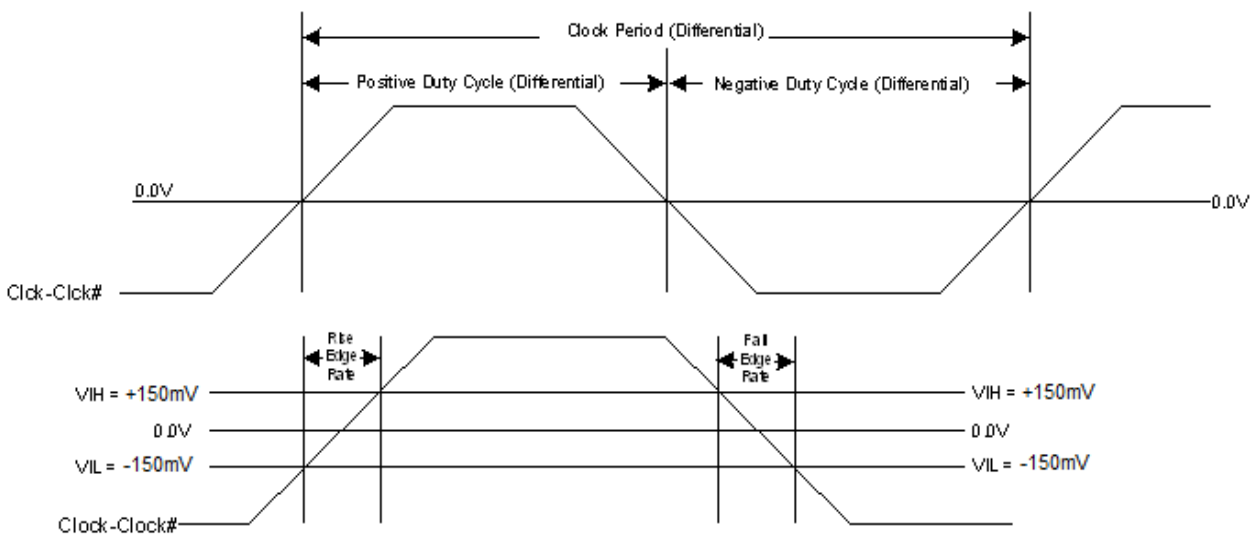 Clock Period (Differential)
Positive Duty Cycle (Differential)
Negative Duty Cycle (Differential)
0.0V
0.0V
Clck-Clck#
Rise
Edge
Rate
Fall
Edge
Rate
VIH = +150mV
VIH = +150mV
0.0V
0.0V
VIL = -150mV
VIL = -150mV
Clock-Clock#